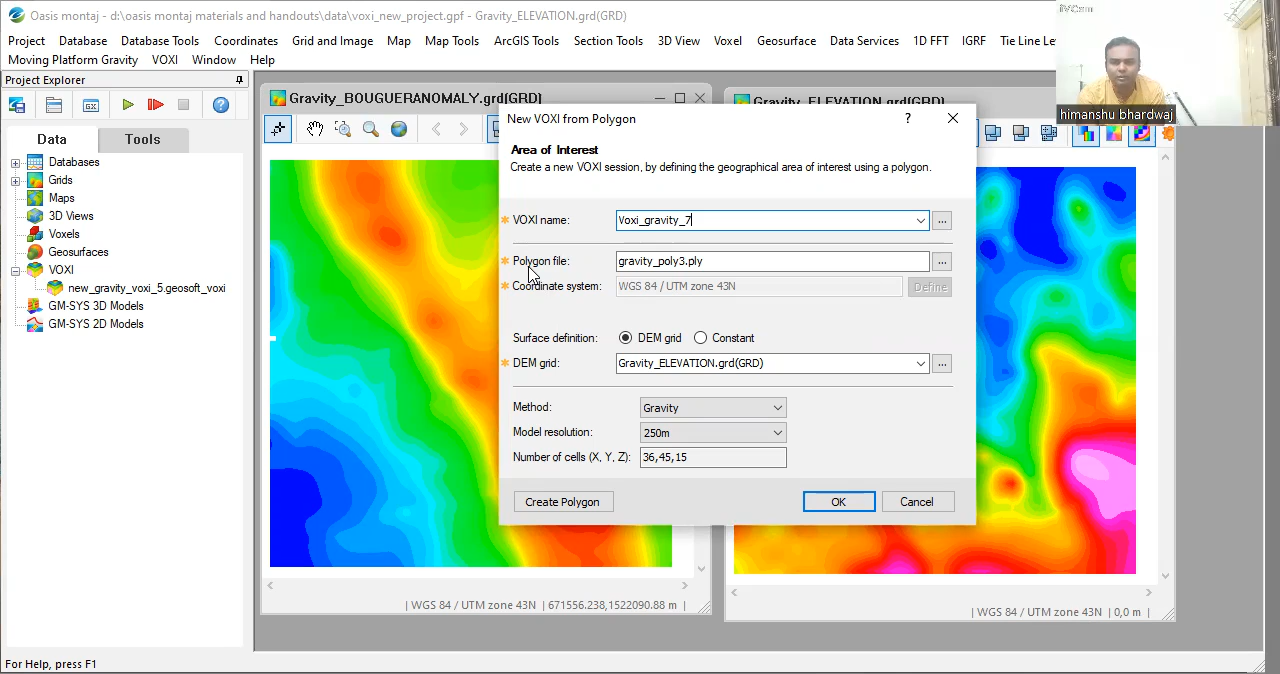 Oasis montaj - d:\oasis montaj materials and handouts\data\voxi_new_project.gpf - Gravity_ELEVATION.grd(GRD)
iVCam
Project Database Database Tools Coordinates Grid and Image Map Map Tools ArcGIS Tools Section Tools 3D View Voxel Geosurface Data Services 1D FFT IGRF Tie Line Le
Moving Platform Gravity VOXI Window Help
Project Explorer
himanshu bhardwaj
Gravity_BOUGUERANOMALY.grd(GRD)
Gravity_ELEVATION.grd(GRD)
GX
Data Tools
Databases
Grids
Maps
3D Views
Voxels
Geosurfaces
VOXI
new_gravity_voxi_5.geosoft_voxi
GM-SYS 3D Models
GM-SYS 2D Models
New VOXI from Polygon ?
Area of Interest
Create a new VOXI session, by defining the geographical area of interest using a polygon.
VOXI name: Voxi_gravity_7 ...
Polygon file: gravity_poly3.ply ...
Coordinate system: WGS 84 / UTM zone 43N Define
Surface definition: DEM grid Constant
DEM grid: Gravity_ELEVATION.grd(GRD) ...
Method: Gravity
Model resolution: 250m
Number of cells (X, Y, Z): 36,45,15
Create Polygon OK Cancel
| WGS 84 / UTM zone 43N | 671556.238,1522090.88 m |
| WGS 84 / UTM zone 43N | 0,0 m |
For Help, press F1